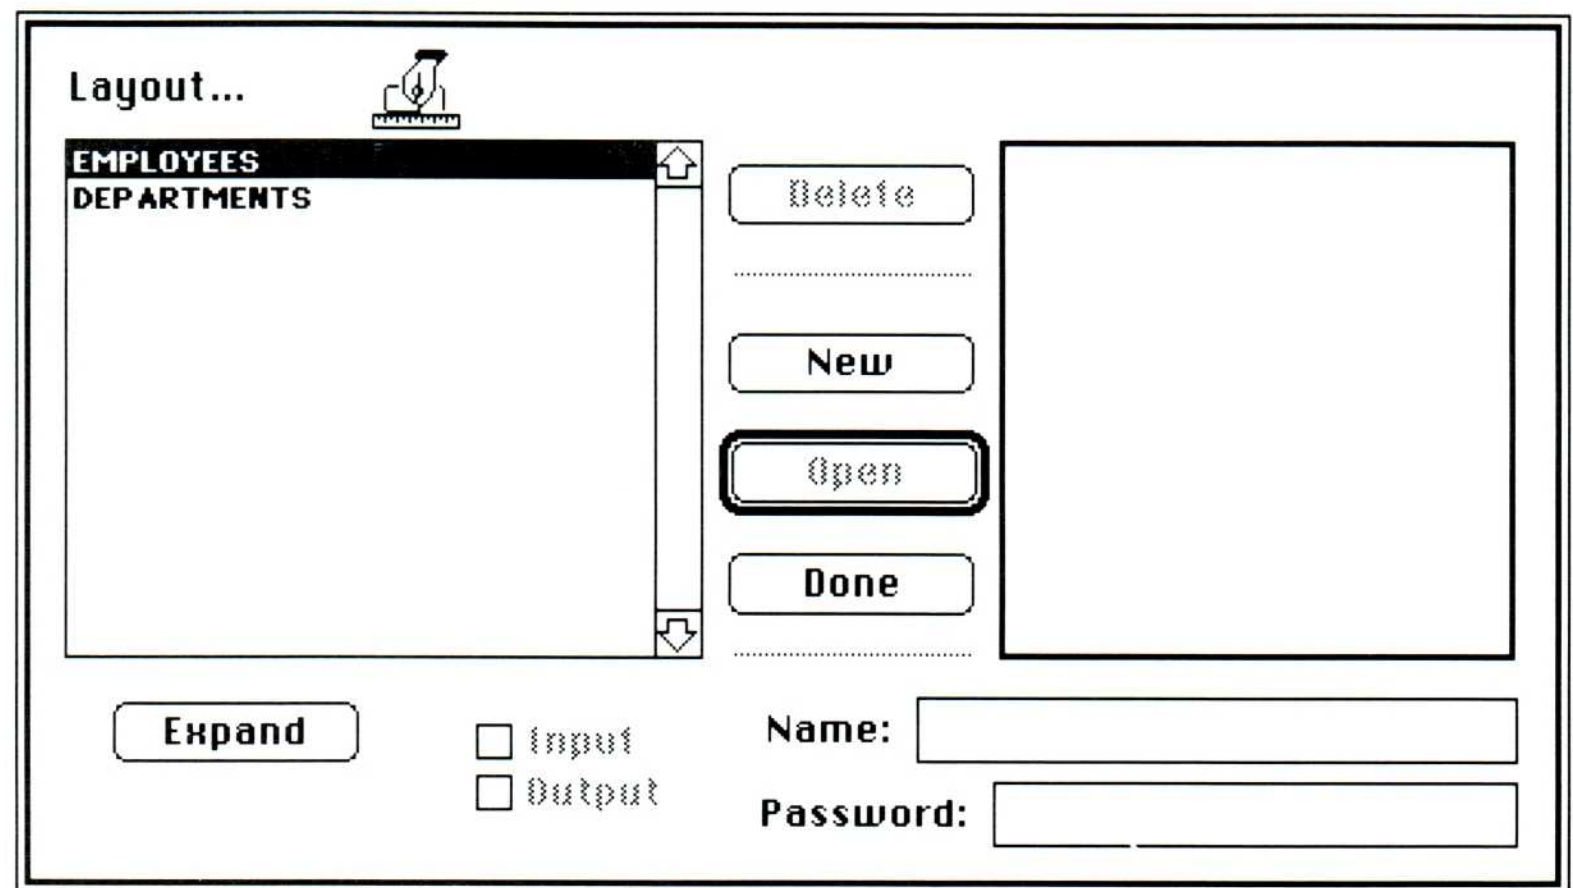 Layout...
EMPLOYEES
DEPARTMENTS
Delete
New
Open
Done
Expand
Input
Output
Name:
Password: